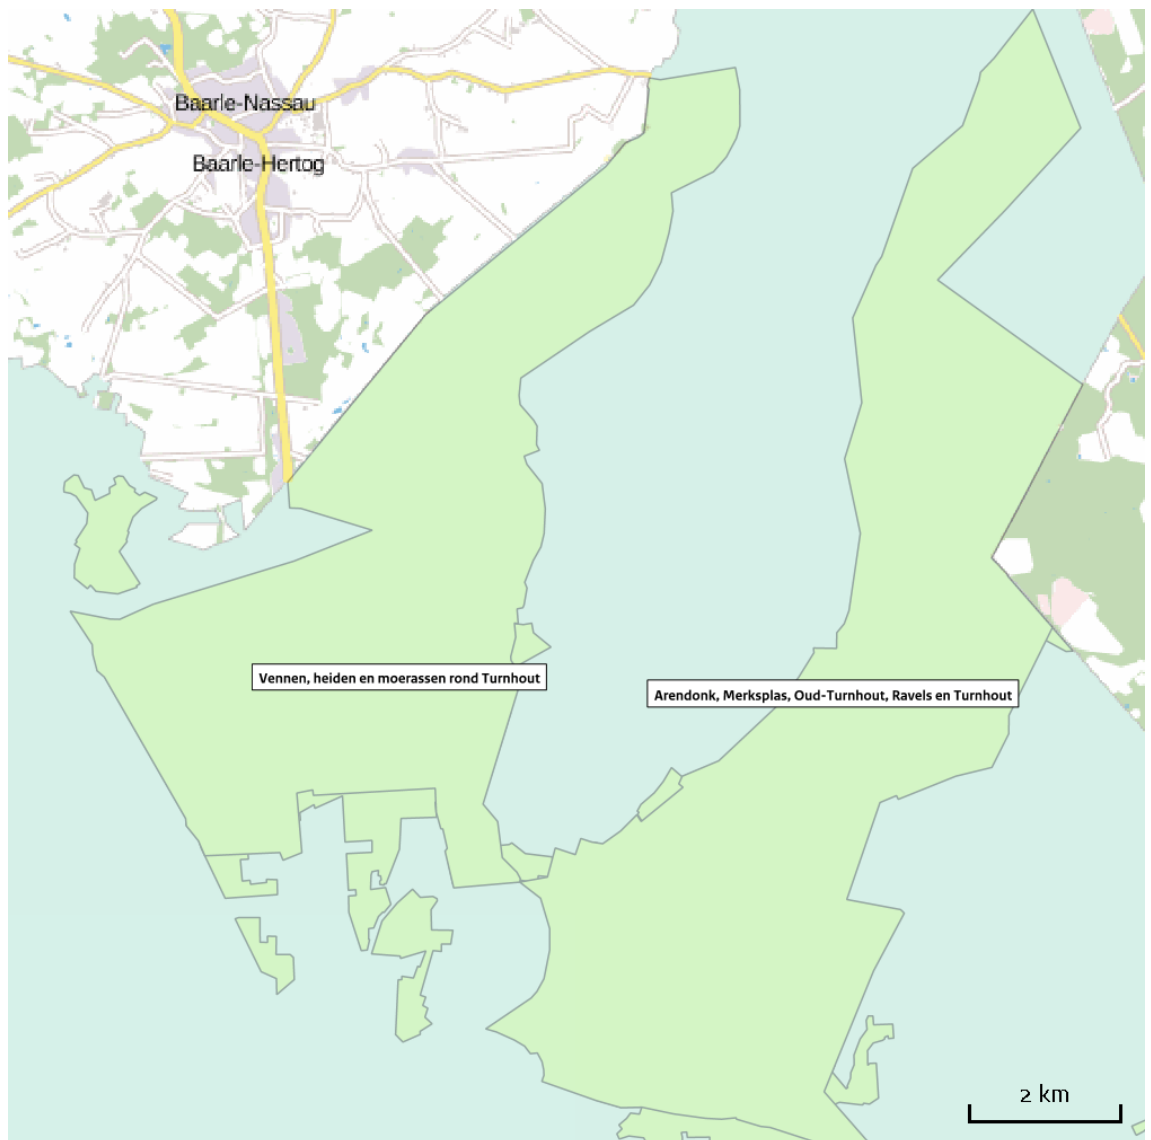 Baarle-Nassau
Baarle-Hertog
Vennen, heiden en moerassen rond Turnhout
Arendonk, Merksplas, Oud-Turnhout, Ravels en Turnhout
2 km